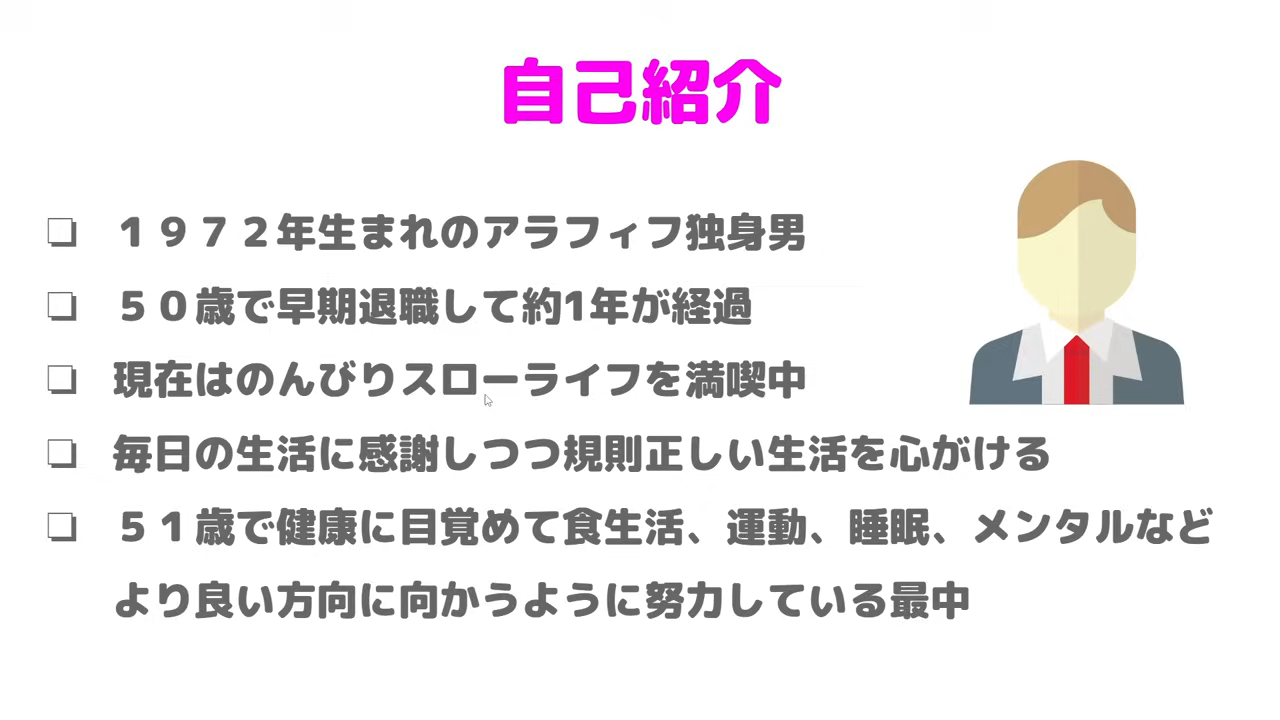 自己紹介
❏ １９７２年生まれのアラフィフ独身男
❏ ５０歳で早期退職して約1年が経過
❏ 現在はのんびりスローライフを満喫中
❏ 毎日の生活に感謝しつつ規則正しい生活を心がける
❏ ５１歳で健康に目覚めて食生活、運動、睡眠、メンタルなど
より良い方向に向かうように努力している最中